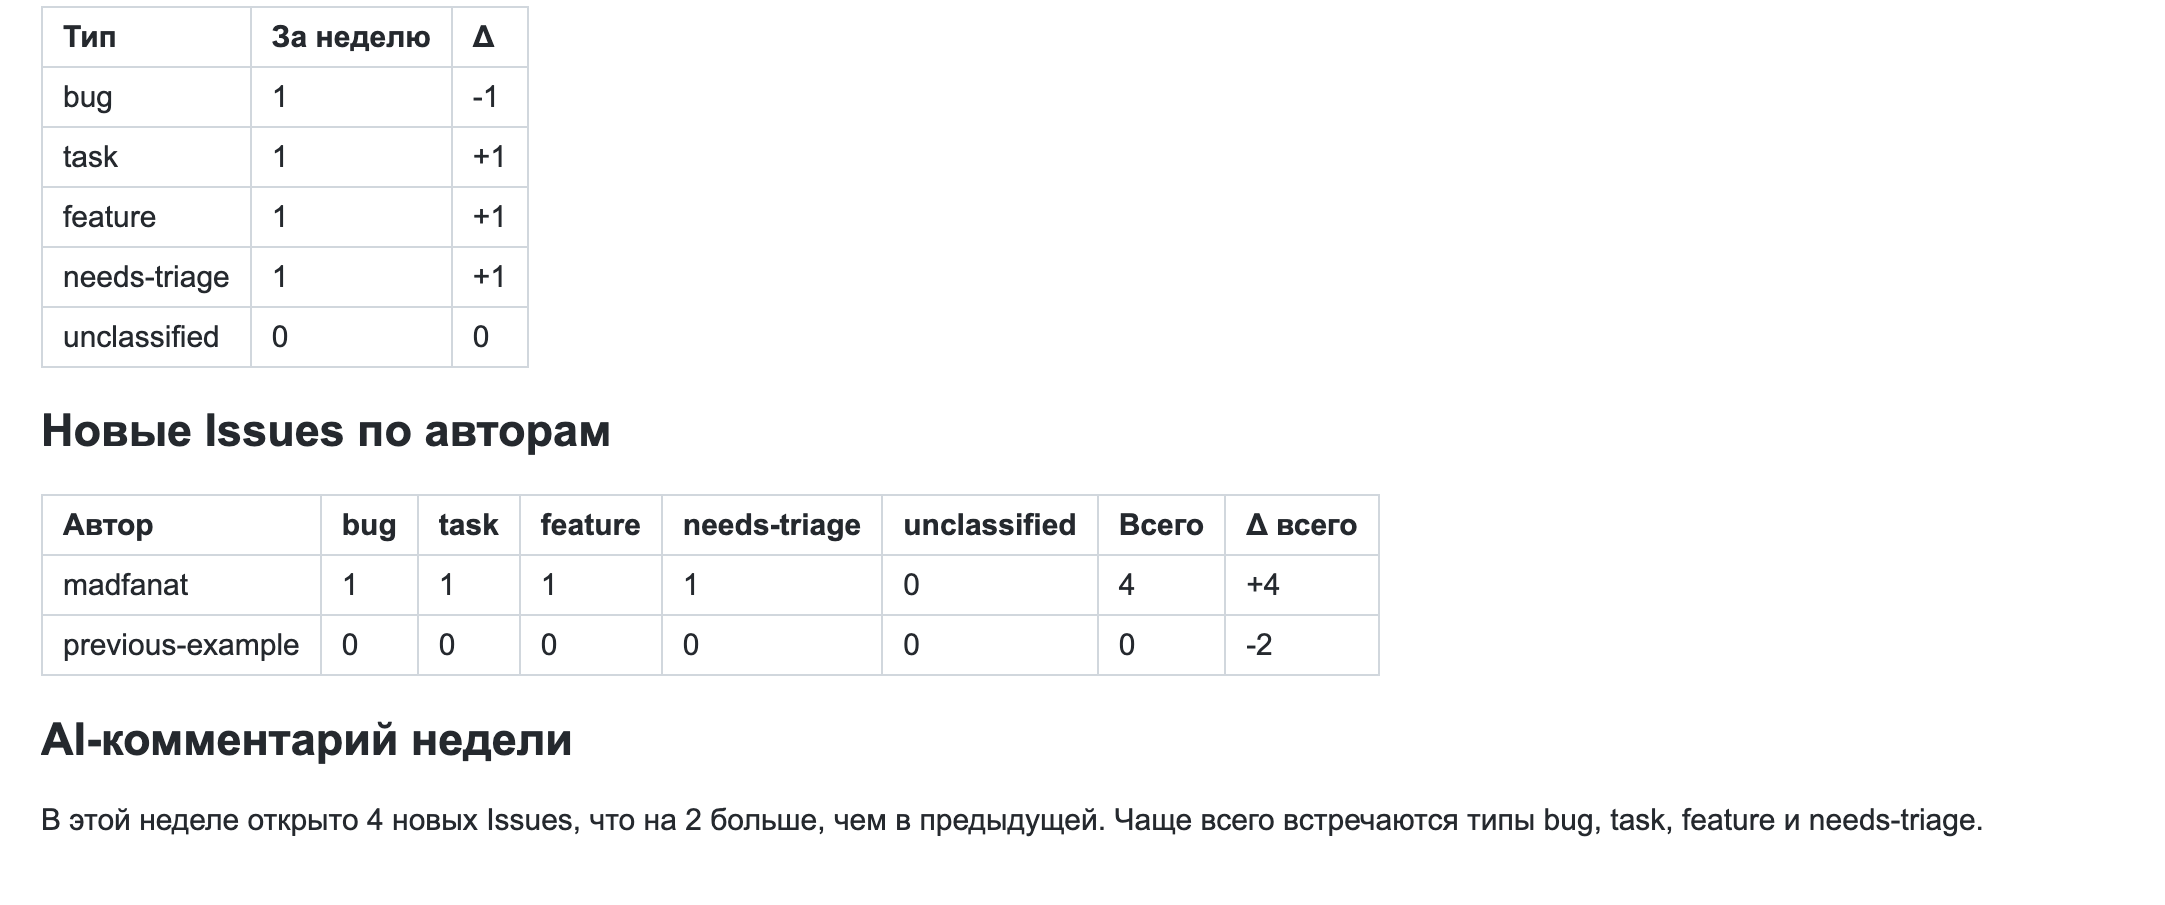 Тип За неделю Δ
bug 1 -1
task 1 +1
feature 1 +1
needs-triage 1 +1
unclassified 0 0
Новые Issues по авторам
Автор bug task feature needs-triage unclassified Всего Δ всего
madfanat 1 1 1 1 0 4 +4
previous-example 0 0 0 0 0 0 -2
AI-комментарий недели
В этой неделе открыто 4 новых Issues, что на 2 больше, чем в предыдущей. Чаще всего встречаются типы bug, task, feature и needs-triage.